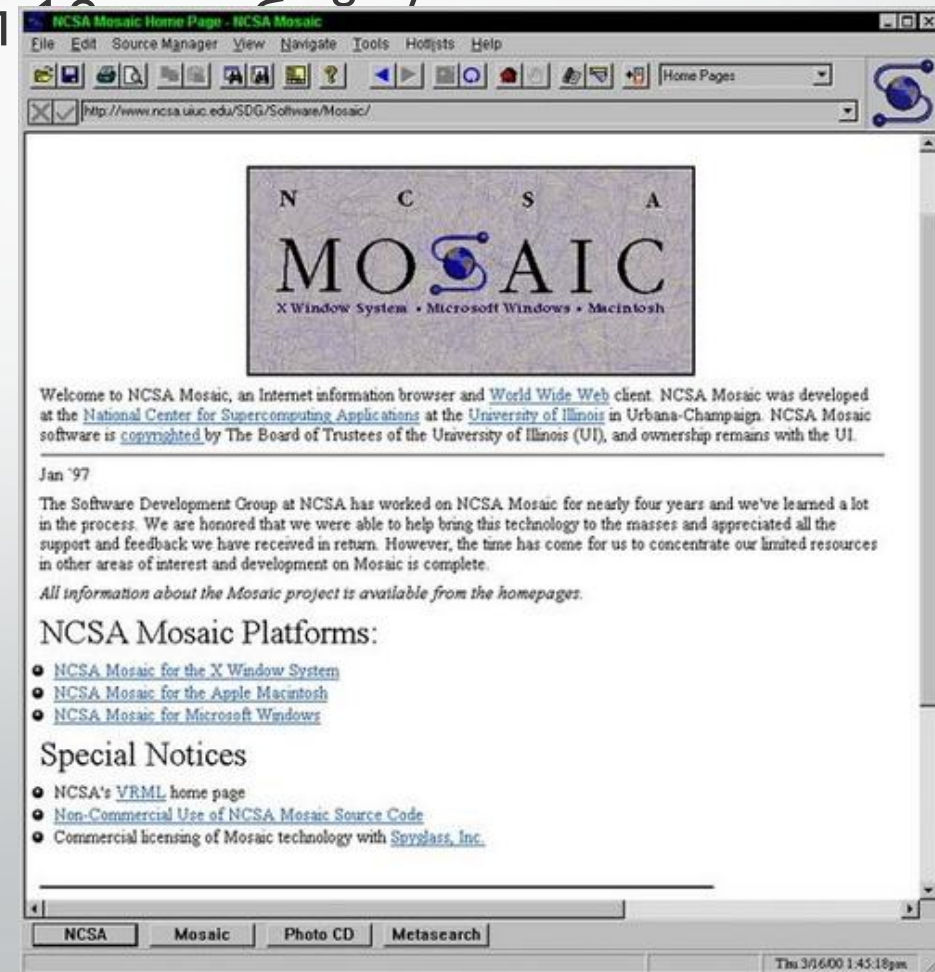 NCSA Mosaic Home Page - NCSA Mosaic
File Edit Source Manager View Navigate Tools Hotlists Help
Home Pages
http://www.ncsa.uiuc.edu/SDG/Software/Mosaic/
N C S A
MOSAIC
X Window System • Microsoft Windows • Macintosh
Welcome to NCSA Mosaic, an Internet information browser and World Wide Web client. NCSA Mosaic was developed
at the National Center for Supercomputing Applications at the University of Illinois in Urbana-Champaign. NCSA Mosaic
software is copyrighted by The Board of Trustees of the University of Illinois (UI), and ownership remains with the UI.
Jan `97
The Software Development Group at NCSA has worked on NCSA Mosaic for nearly four years and we've learned a lot
in the process. We are honored that we were able to help bring this technology to the masses and appreciated all the
support and feedback we have received in return. However, the time has come for us to concentrate our limited resources
in other areas of interest and development on Mosaic is complete.
All information about the Mosaic project is available from the homepages.
NCSA Mosaic Platforms:
NCSA Mosaic for the X Window System
NCSA Mosaic for the Apple Macintosh
NCSA Mosaic for Microsoft Windows
Special Notices
NCSA's VRML home page
Non-Commercial Use of NCSA Mosaic Source Code
Commercial licensing of Mosaic technology with Spyglass, Inc.
NCSA Mosaic Photo CD Metasearch
Thu 3/16/00 1:45:18pm